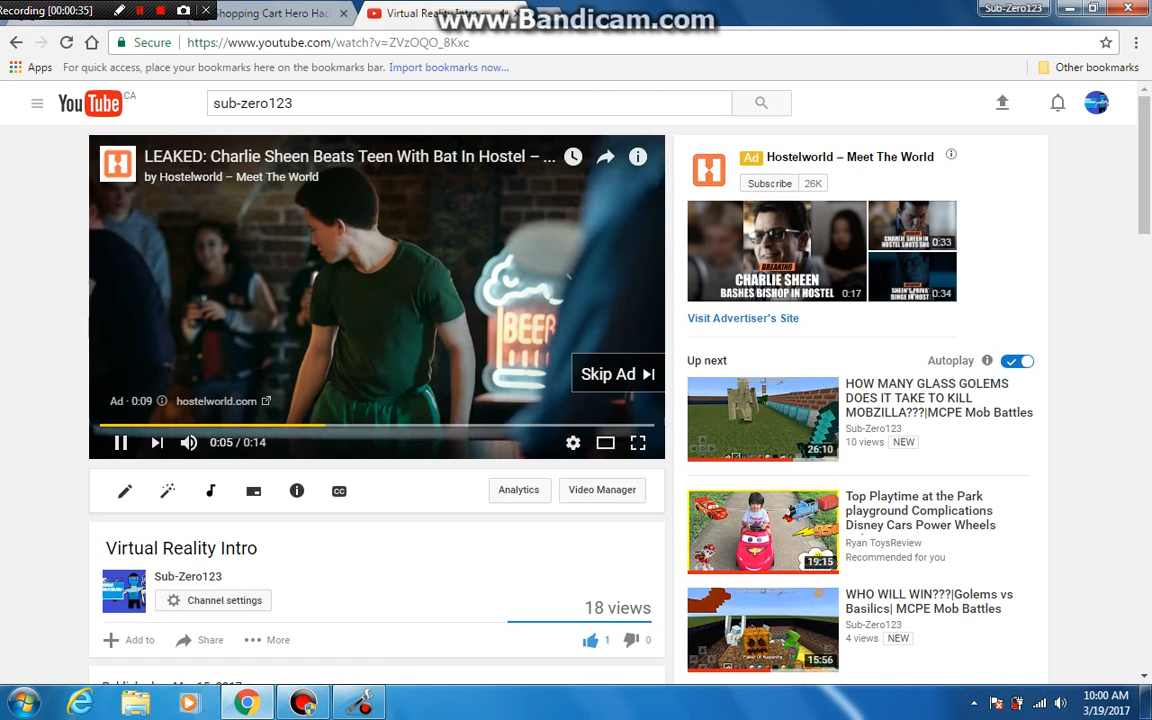 Recording [00:00:35]
Shopping Cart Hero Hac
Virtual Reality Intro
www.Bandicam.com
Sub-Zero123
Secure
https://www.youtube.com/watch?v=ZVzOQO_8Kxc
Apps
For quick access, place your bookmarks here on the bookmarks bar. Import bookmarks now...
Other bookmarks
YouTube CA
sub-zero123
LEAKED: Charlie Sheen Beats Teen With Bat In Hostel – ...
by Hostelworld – Meet The World
BEER
Skip Ad
Ad · 0:09
hostelworld.com
0:05 / 0:14
Ad Hostelworld – Meet The World
Subscribe 26K
BREAKING
CHARLIE SHEEN
BASHES BISHOP IN HOSTEL
0:17
CHARLIE SHEEN IN
0:33
0:34
Visit Advertiser's Site
Up next
Autoplay
HOW MANY GLASS GOLEMS
DOES IT TAKE TO KILL
MOBZILLA???|MCPE Mob Battles
Sub-Zero123
10 views NEW
26:10
CC
Analytics
Video Manager
Top Playtime at the Park
playground Complications
Disney Cars Power Wheels
Ryan ToysReview
Recommended for you
19:15
Virtual Reality Intro
Sub-Zero123
Channel settings
18 views
Add to
Share
More
1
0
WHO WILL WIN???|Golems vs
Basilics| MCPE Mob Battles
Sub-Zero123
4 views NEW
15:56
10:00 AM
3/19/2017